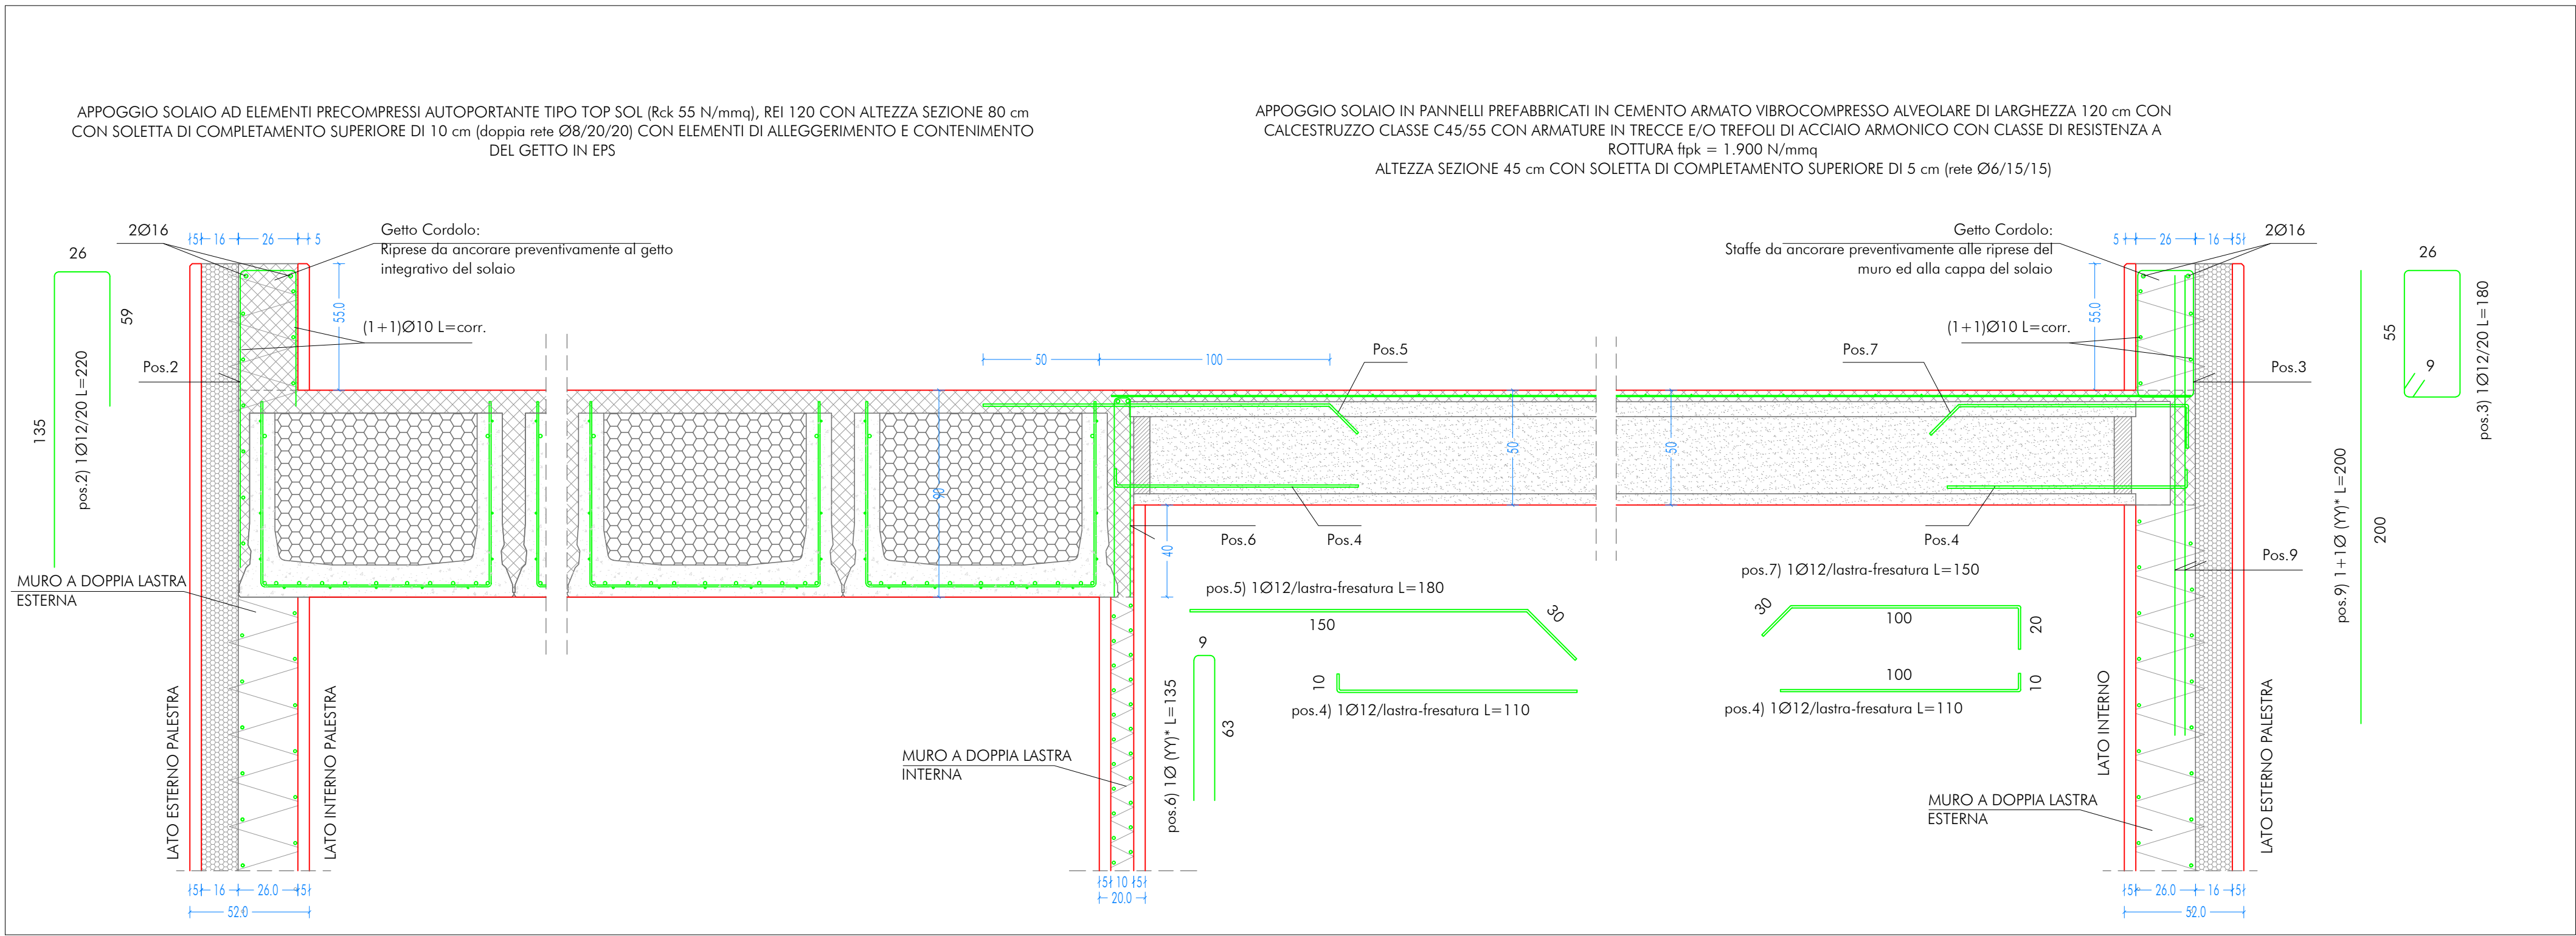 APPOGGIO SOLAIO AD ELEMENTI PRECOMPRESSI AUTOPORTANTE TIPO TOP SOL (Rck 55 N/mmq), REI 120 CON ALTEZZA SEZIONE 80 cm
CON SOLETTA DI COMPLETAMENTO SUPERIORE DI 10 cm (doppia rete Ø8/20/20) CON ELEMENTI DI ALLEGGERIMENTO E CONTENIMENTO
DEL GETTO IN EPS
APPOGGIO SOLAIO IN PANNELLI PREFABBRICATI IN CEMENTO ARMATO VIBROCOMPRESSO ALVEOLARE DI LARGHEZZA 120 cm CON
CALCESTRUZZO CLASSE C45/55 CON ARMATURE IN TRECCE E/O TREFOLI DI ACCIAIO ARMONICO CON CLASSE DI RESISTENZA A
ROTTURA ftpk = 1.900 N/mmq
ALTEZZA SEZIONE 45 cm CON SOLETTA DI COMPLETAMENTO SUPERIORE DI 5 cm (rete Ø6/15/15)
2Ø16
5 16 26 5
Getto Cordolo:
Riprese da ancorare preventivamente al getto
integrativo del solaio
26
59
135
pos.2) 1Ø12/20 L=220
Pos.2
55.0
(1+1)Ø10 L=corr.
50
100
Pos.5
Pos.7
Getto Cordolo:
Staffe da ancorare preventivamente alle riprese del
muro ed alla cappa del solaio
5 26 16 5
2Ø16
55.0
(1+1)Ø10 L=corr.
Pos.3
26
55
9
pos.3) 1Ø12/20 L=180
90
50
50
40
Pos.6
Pos.4
Pos.4
Pos.9
pos.9) 1+1Ø (YY)* L=200
200
MURO A DOPPIA LASTRA
ESTERNA
pos.5) 1Ø12/lastra-fresatura L=180
150
30
pos.7) 1Ø12/lastra-fresatura L=150
30
100
20
9
63
pos.6) 1Ø (YY)* L=135
10
pos.4) 1Ø12/lastra-fresatura L=110
100
10
pos.4) 1Ø12/lastra-fresatura L=110
LATO ESTERNO PALESTRA
LATO INTERNO PALESTRA
MURO A DOPPIA LASTRA
INTERNA
LATO INTERNO
LATO ESTERNO PALESTRA
MURO A DOPPIA LASTRA
ESTERNA
5 16 26.0 5
52.0
5 10 5
20.0
5 26.0 16 5
52.0